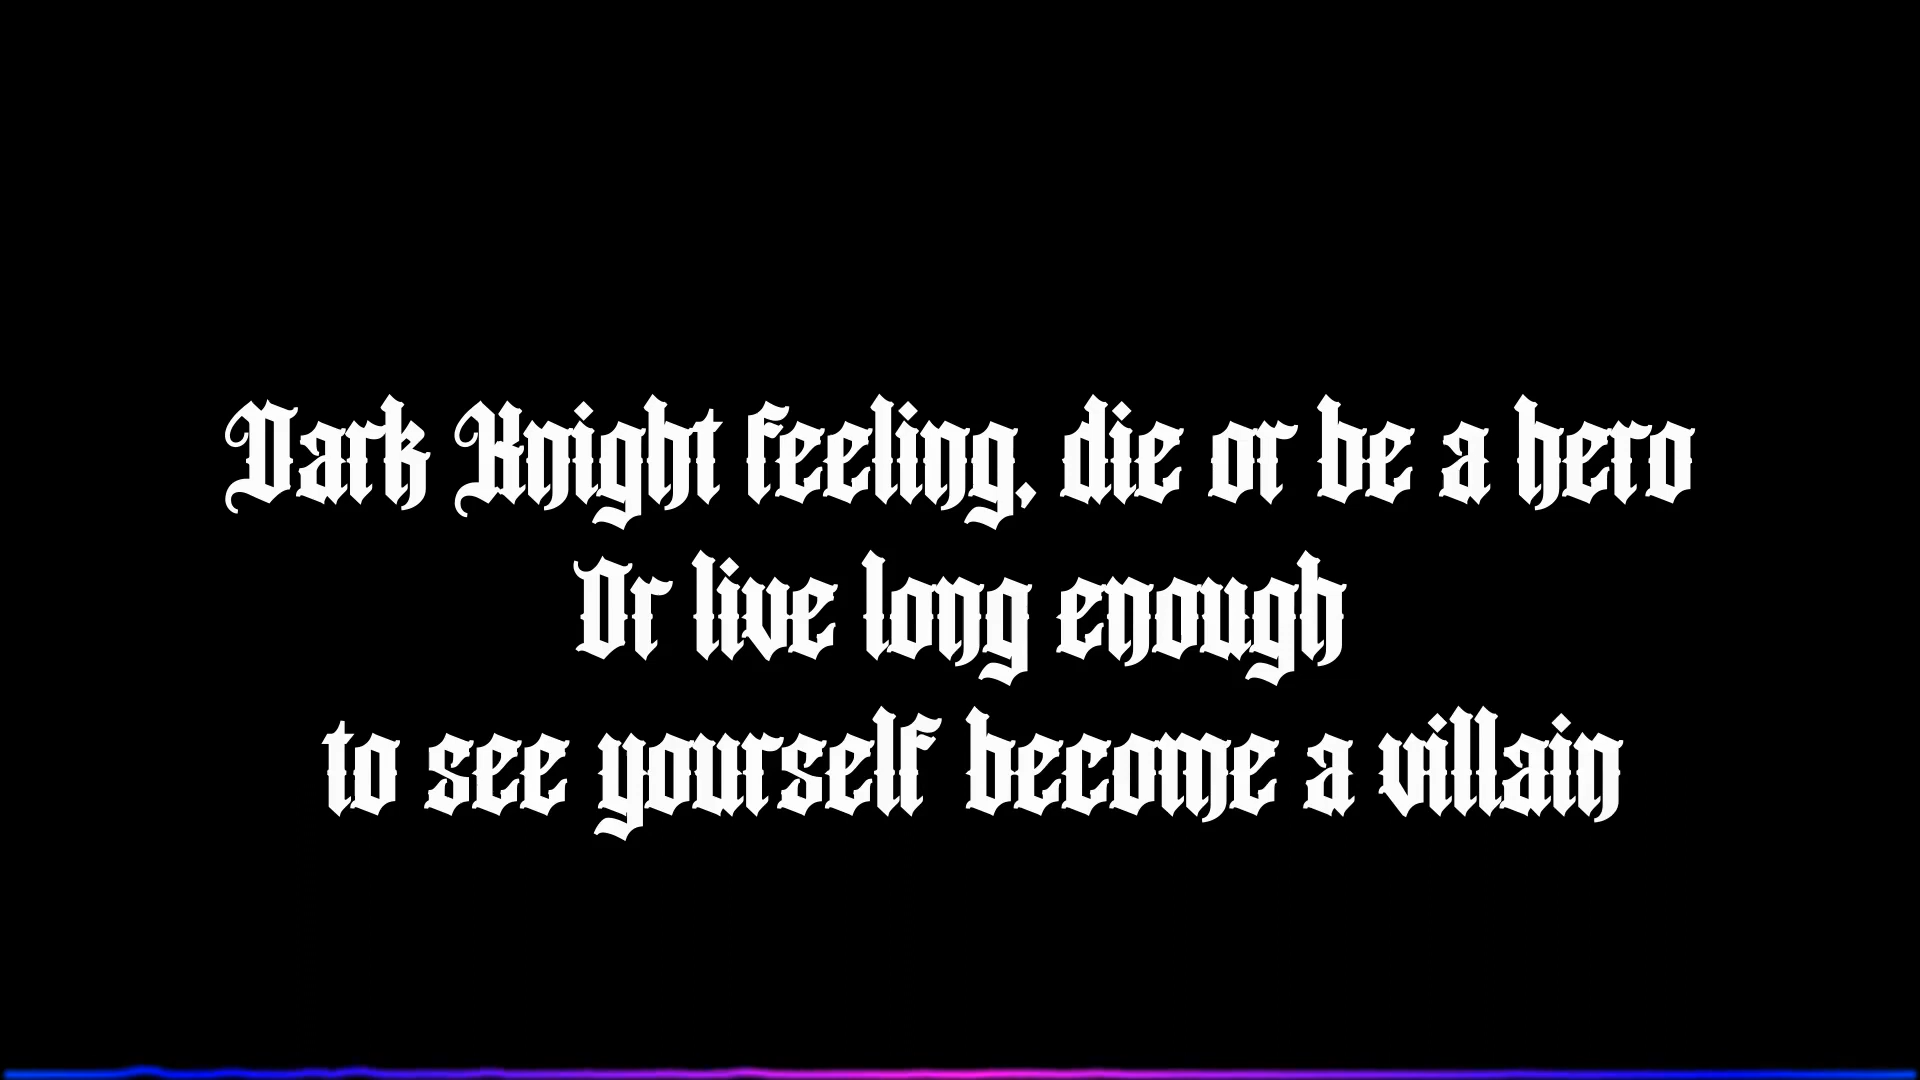 Dark Knight feeling, die or be a hero
Or live long enough
to see yourself become a villain